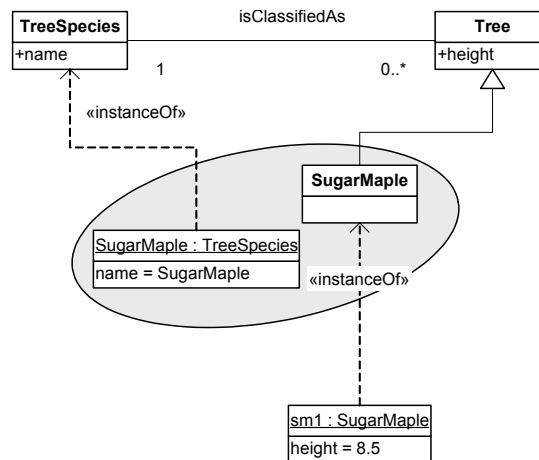 isClassifiedAs
TreeSpecies
+name
Tree
+height
1
0..*
«instanceOf»
SugarMaple
SugarMaple : TreeSpecies
name = SugarMaple
«instanceOf»
sm1 : SugarMaple
height = 8.5